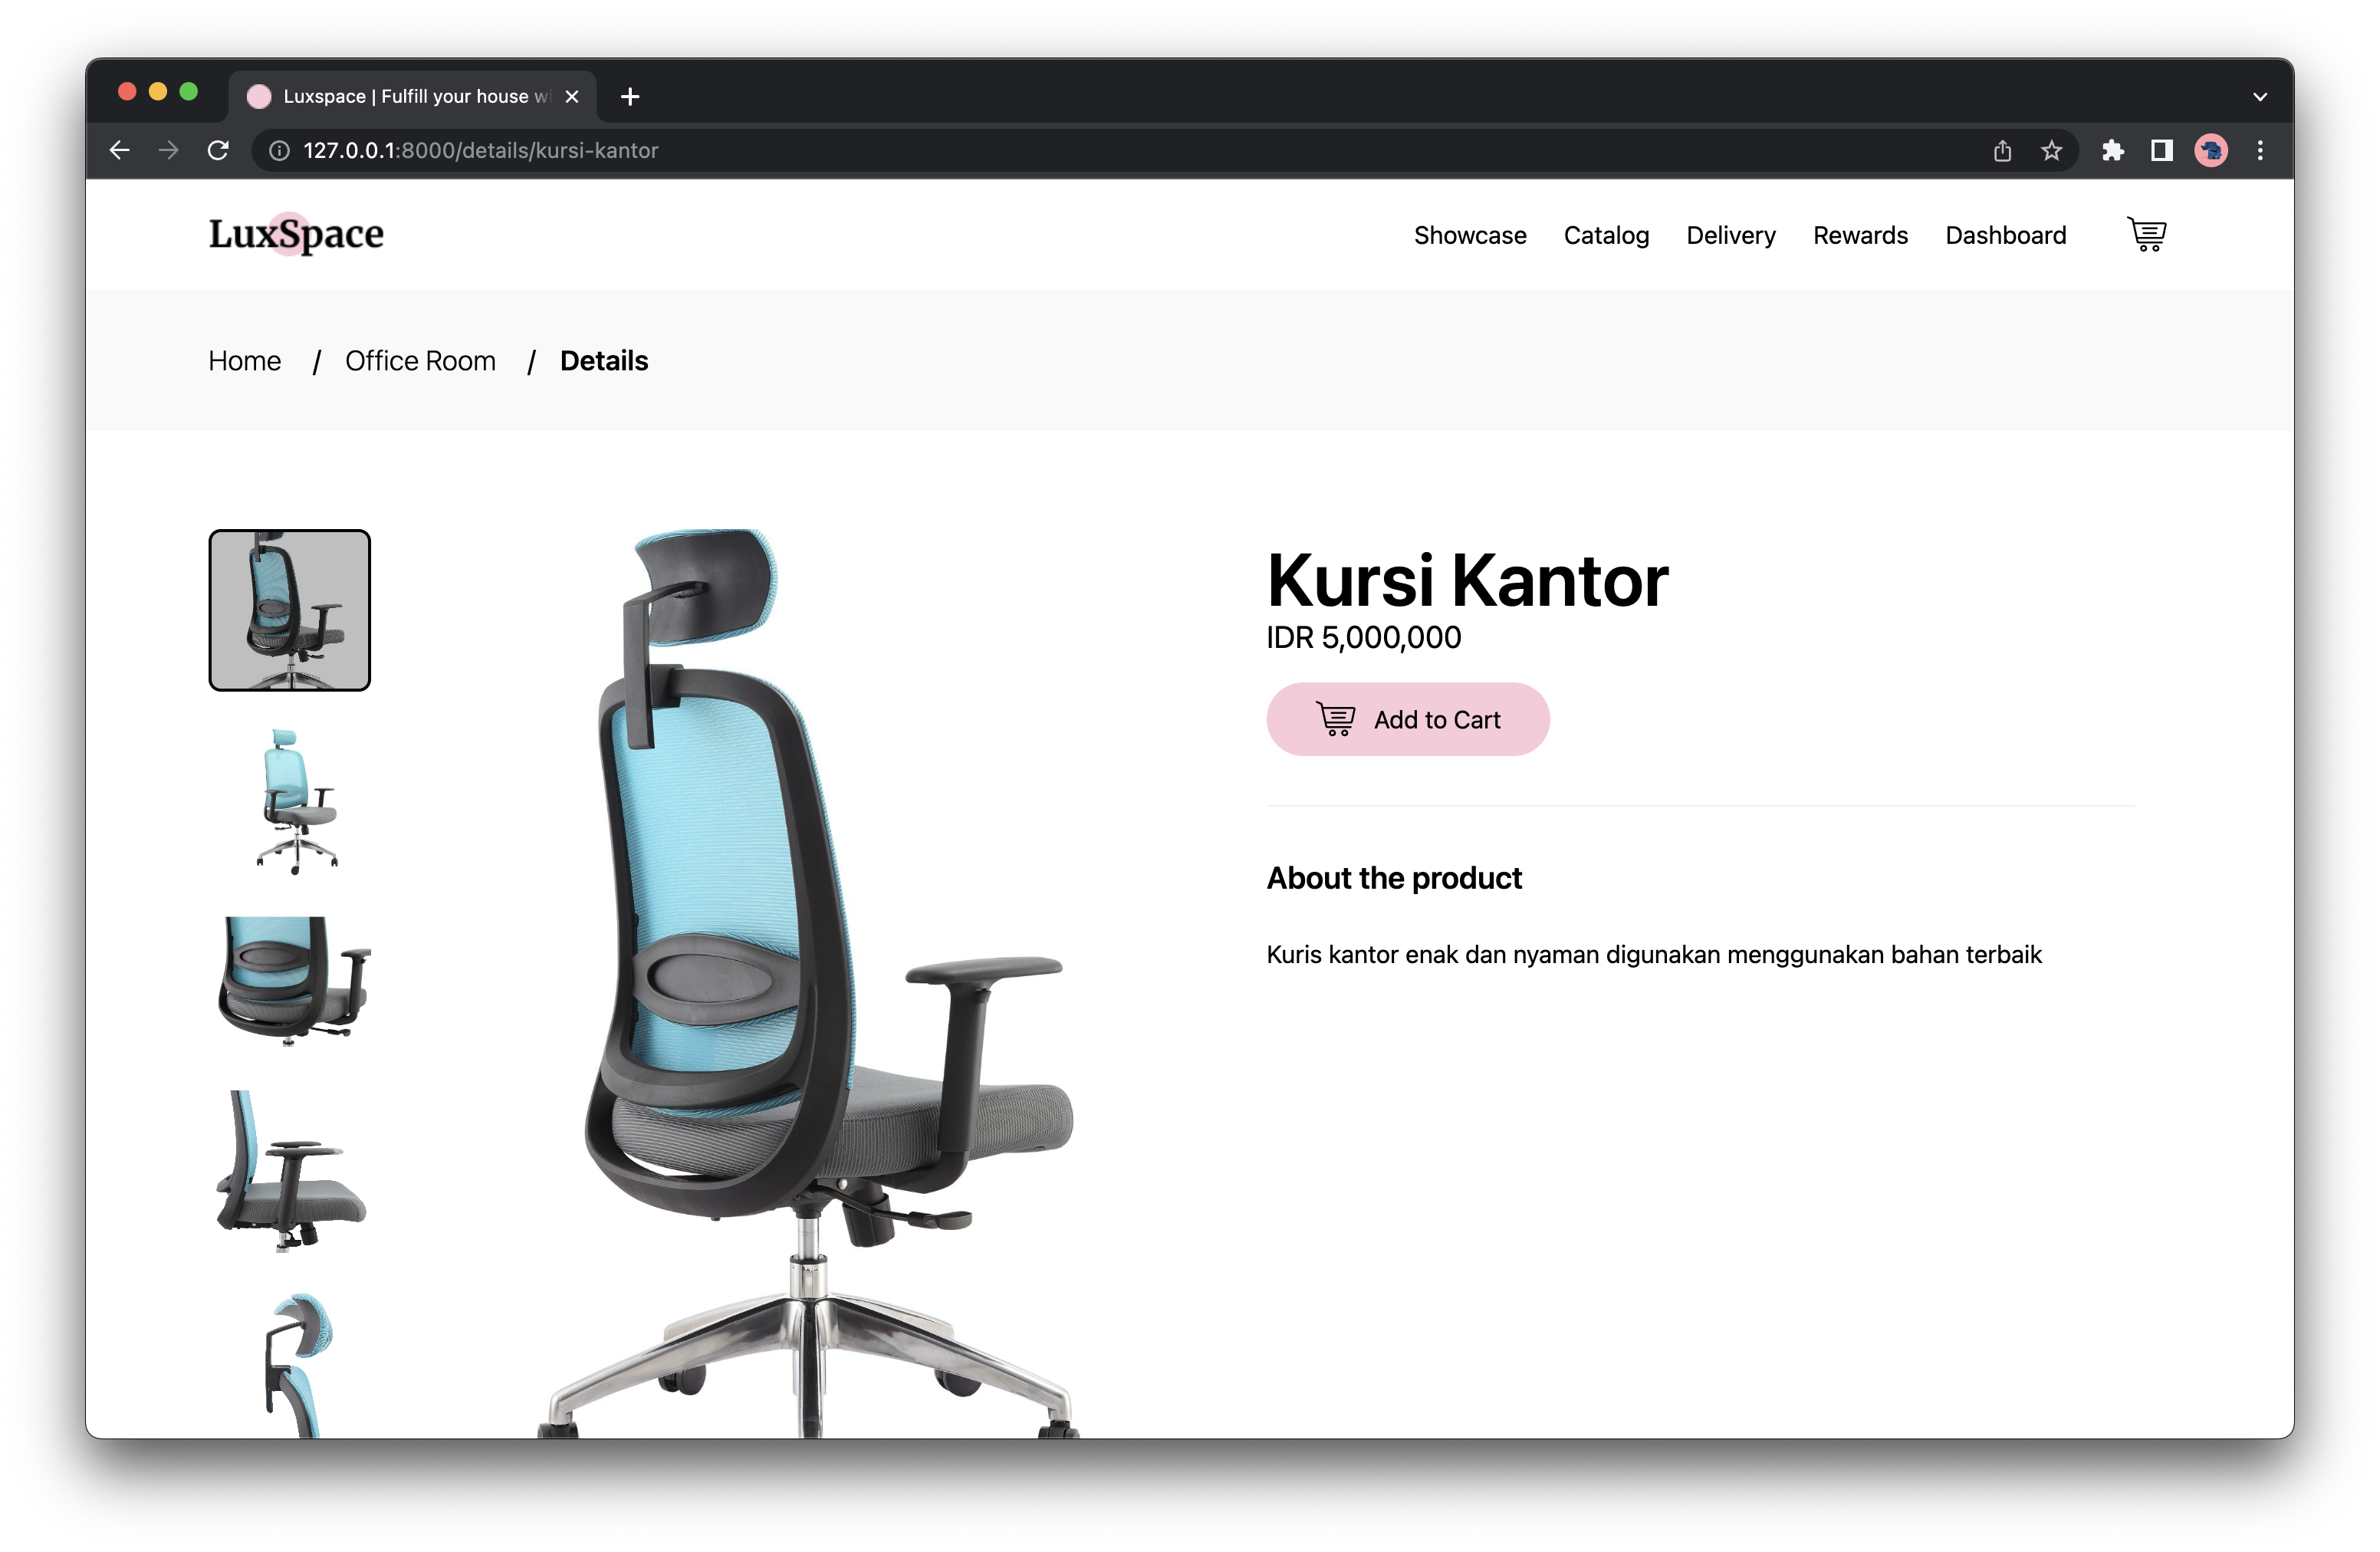 Luxspace | Fulfill your house wi
127.0.0.1:8000/details/kursi-kantor
LuxSpace
Showcase Catalog Delivery Rewards Dashboard
Home / Office Room / Details
Kursi Kantor
IDR 5,000,000
Add to Cart
About the product
Kuris kantor enak dan nyaman digunakan menggunakan bahan terbaik